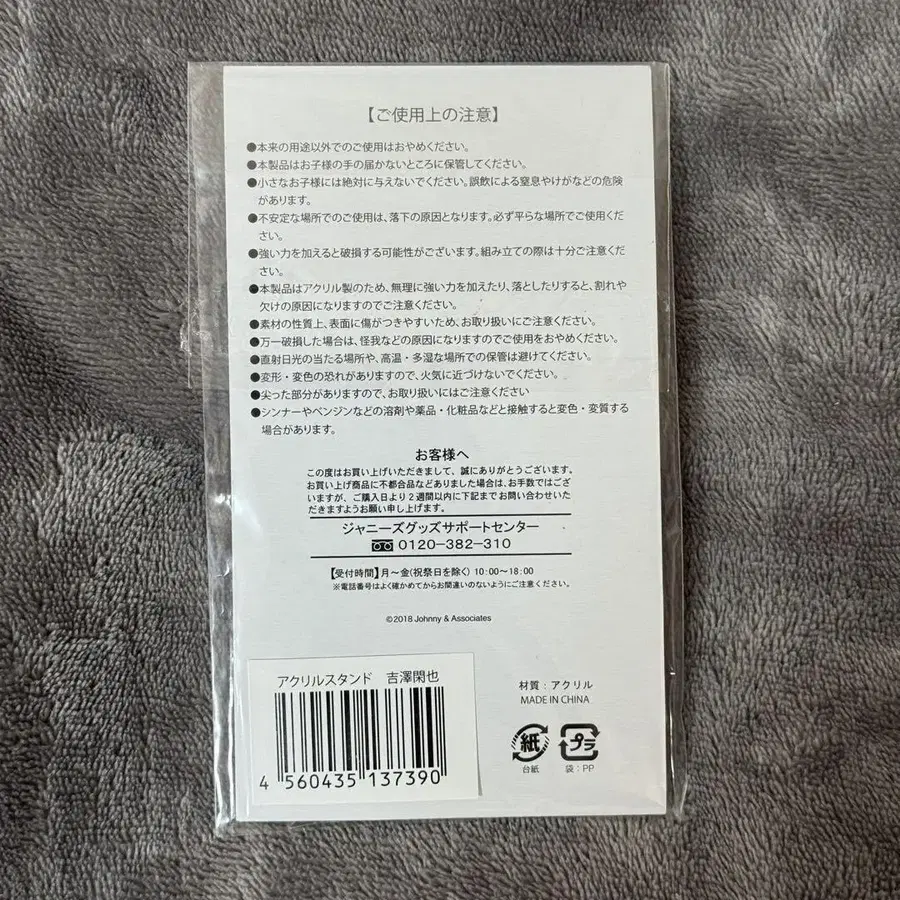 【ご使用上の注意】
●本来の用途以外でのご使用はおやめください。
●本製品はお子様の手の届かないところに保管してください。
●小さなお子様には絶対に与えないでください。誤飲による窒息やけがなどの危険
があります。
●不安定な場所でのご使用は、落下の原因となります。必ず平らな場所でご使用くだ
さい。
●強い力を加えると破損する可能性がございます。組み立ての際は十分ご注意くだ
さい。
●本製品はアクリル製のため、無理に強い力を加えたり、落としたりすると、割れや
欠けの原因になりますのでご注意ください。
●素材の性質上、表面に傷がつきやすいため、お取り扱いにご注意ください。
●万一破損した場合は、怪我などの原因になりますのでご使用をおやめください。
●直射日光の当たる場所や、高温・多湿な場所での保管は避けてください。
●変形・変色の恐れがありますので、火気に近づけないでください。
●尖った部分がありますので、お取り扱いにはご注意ください
●シンナーやベンジンなどの溶剤や薬品・化粧品などと接触すると変色・変質する
場合があります。
お客様へ
この度はお買い上げいただきまして、誠にありがとうございます。
お買い上げ商品に不都合品などありました場合は、お手数ではござ
いますが、ご購入日より2週間以内に下記までお問い合わせいた
だきますようお願い申し上げます。
ジャニーズグッズサポートセンター
0120-382-310
【受付時間】月～金(祝祭日を除く) 10:00～18:00
※電話番号はよく確かめてからお間違いのないようにご注意ください。
©2018 Johnny & Associates
アクリルスタンド 吉澤閑也
4 560435 137390
材質：アクリル
MADE IN CHINA
紙
台紙
プラ
袋：PP